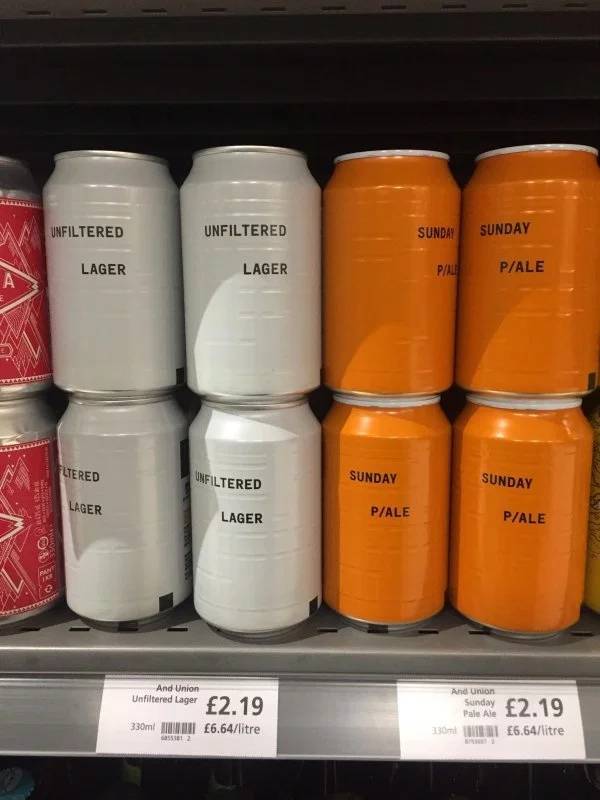 UNFILTERED
LAGER
UNFILTERED
LAGER
SUNDAY
P/ALE
SUNDAY
P/ALE
A
FILTERED
LAGER
UNFILTERED
LAGER
SUNDAY
P/ALE
SUNDAY
P/ALE
And Union
Unfiltered Lager
£2.19
330ml
£6.64/litre
And Union
Sunday
Pale Ale
£2.19
330ml
£6.64/litre